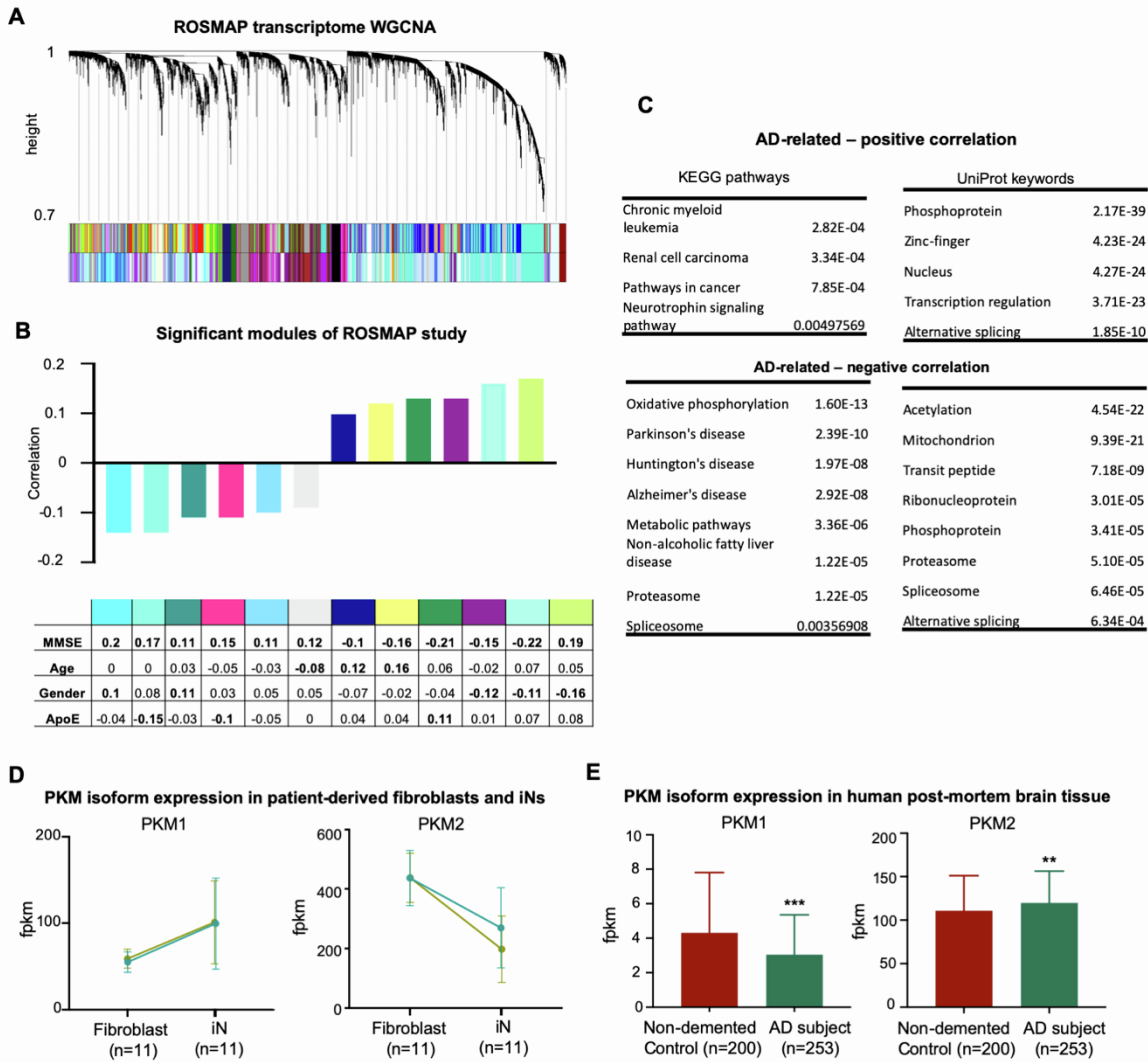 A
ROSMAP transcriptome WGCNA
1
height
0.7
B
Significant modules of ROSMAP study
0.2
0.1
0
-0.1
-0.2
Correlation
MMSE 0.2 0.17 0.11 0.15 0.11 0.12 -0.1 -0.16 -0.21 -0.15 -0.22 0.19
Age 0 0 0.03 -0.05 -0.03 -0.08 0.12 0.16 0.06 -0.02 0.07 0.05
Gender 0.1 0.08 0.11 0.03 0.05 0.05 -0.07 -0.02 -0.04 -0.12 -0.11 -0.16
ApoE -0.04 -0.15 -0.03 -0.1 -0.05 0 0.04 0.04 0.11 0.01 0.07 0.08
C
AD-related – positive correlation
KEGG pathways
Chronic myeloid
leukemia 2.82E-04
Renal cell carcinoma 3.34E-04
Pathways in cancer 7.85E-04
Neurotrophin signaling
pathway 0.00497569
UniProt keywords
Phosphoprotein 2.17E-39
Zinc-finger 4.23E-24
Nucleus 4.27E-24
Transcription regulation 3.71E-23
Alternative splicing 1.85E-10
AD-related – negative correlation
Oxidative phosphorylation 1.60E-13
Parkinson's disease 2.39E-10
Huntington's disease 1.97E-08
Alzheimer's disease 2.92E-08
Metabolic pathways 3.36E-06
Non-alcoholic fatty liver
disease 1.22E-05
Proteasome 1.22E-05
Spliceosome 0.00356908
Acetylation 4.54E-22
Mitochondrion 9.39E-21
Transit peptide 7.18E-09
Ribonucleoprotein 3.01E-05
Phosphoprotein 3.41E-05
Proteasome 5.10E-05
Spliceosome 6.46E-05
Alternative splicing 6.34E-04
D
PKM isoform expression in patient-derived fibroblasts and iNs
PKM1
200
100
0
fpkm
Fibroblast iN
(n=11) (n=11)
PKM2
600
400
200
0
fpkm
Fibroblast iN
(n=11) (n=11)
E
PKM isoform expression in human post-mortem brain tissue
PKM1
10
8
6
4
2
0
fpkm
***
Non-demented AD subject
Control (n=200) (n=253)
PKM2
200
150
100
50
0
fpkm
**
Non-demented AD subject
Control (n=200) (n=253)